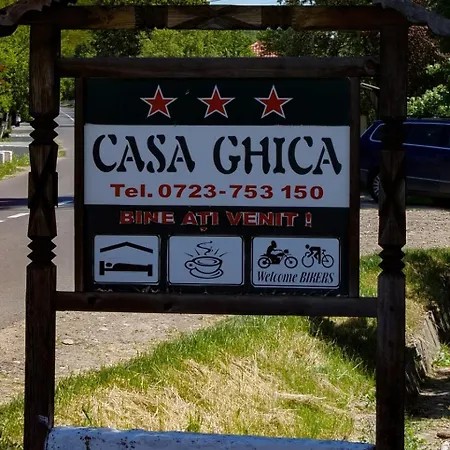 CASA GHICA
Tel. 0723-753 150
BINE AȚI VENIT !
Welcome BIKERS